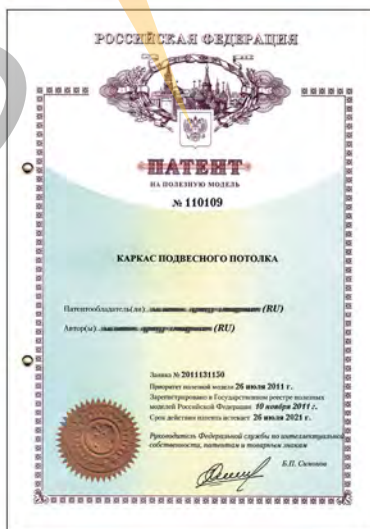 РОССИЙСКАЯ ФЕДЕРАЦИЯ
ПАТЕНТ
НА ПОЛЕЗНУЮ МОДЕЛЬ
№ 110109
КАРКАС ПОДВЕСНОГО ПОТОЛКА
Патентообладатель(ли): (RU)
Автор(ы): (RU)
Заявка № 2011131150
Приоритет полезной модели 26 июля 2011 г.
Зарегистрировано в Государственном реестре полезных
моделей Российской Федерации 10 ноября 2011 г.
Срок действия патента истекает 26 июля 2021 г.
Руководитель Федеральной службы по интеллектуальной
собственности, патентам и товарным знакам
Б.П. Симонов